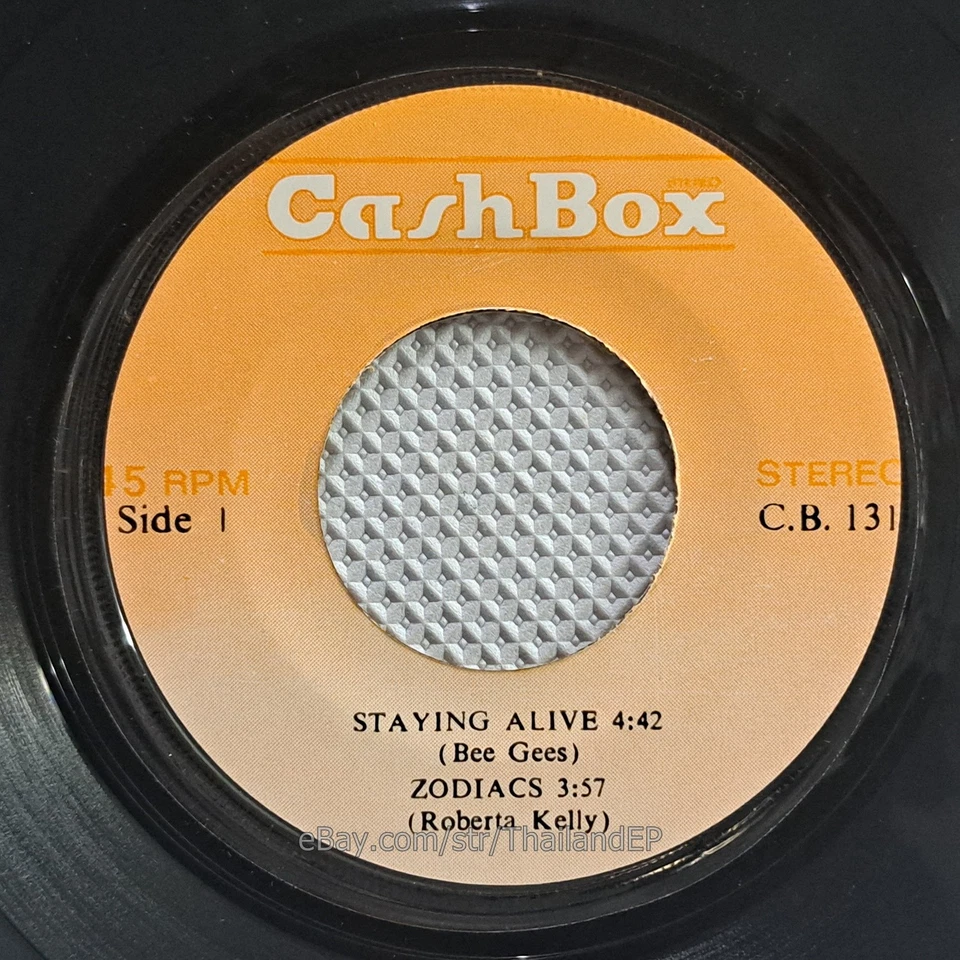 STEREO
CashBox
45 RPM
STEREO
Side 1
C.B. 131
STAYING ALIVE 4:42
(Bee Gees)
ZODIACS 3:57
(Roberta Kelly)
eBay.com/str/ThailandEP